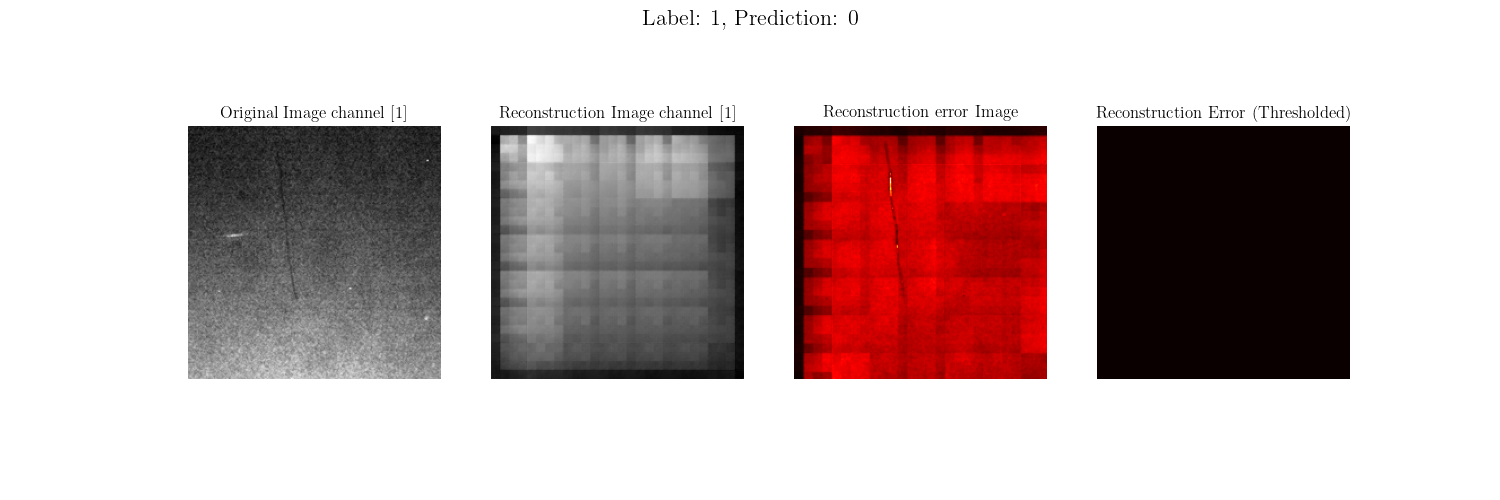 Label: 1, Prediction: 0
Original Image channel [1]
Reconstruction Image channel [1]
Reconstruction error Image
Reconstruction Error (Thresholded)